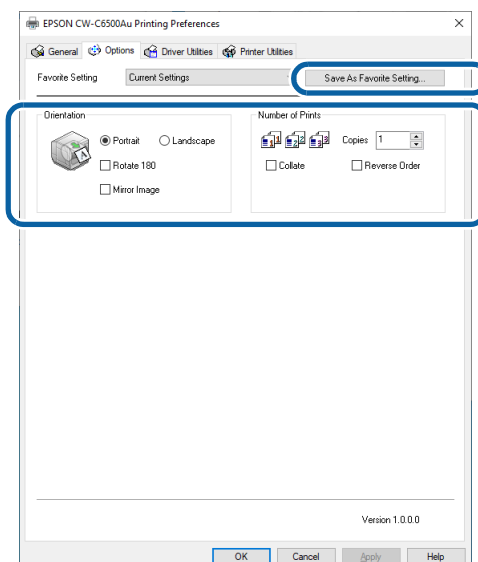 EPSON CW-C6500Au Printing Preferences
General Options Driver Utilities Printer Utilities
Favorite Setting Current Settings Save As Favorite Setting...
Orientation Number of Prints
Portrait Landscape Copies 1
Rotate 180 Collate Reverse Order
Mirror Image
Version 1.0.0.0
OK Cancel Apply Help